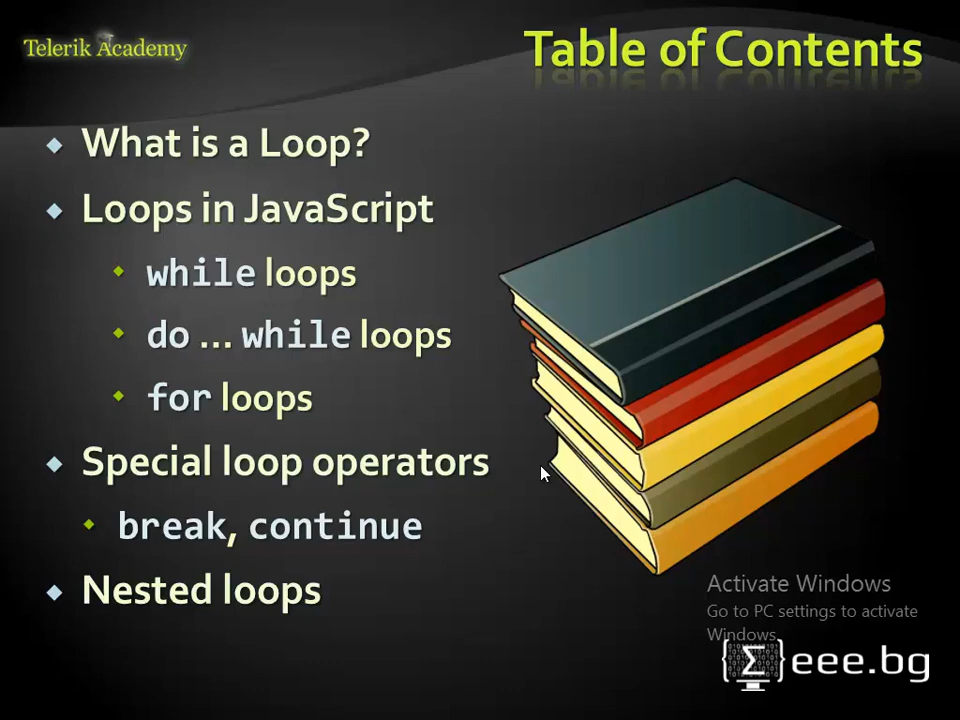 Telerik Academy
Table of Contents
What is a Loop?
Loops in JavaScript
while loops
do … while loops
for loops
Special loop operators
break, continue
Nested loops
Activate Windows
Go to PC settings to activate
Windows.
{Σ}eee.bg